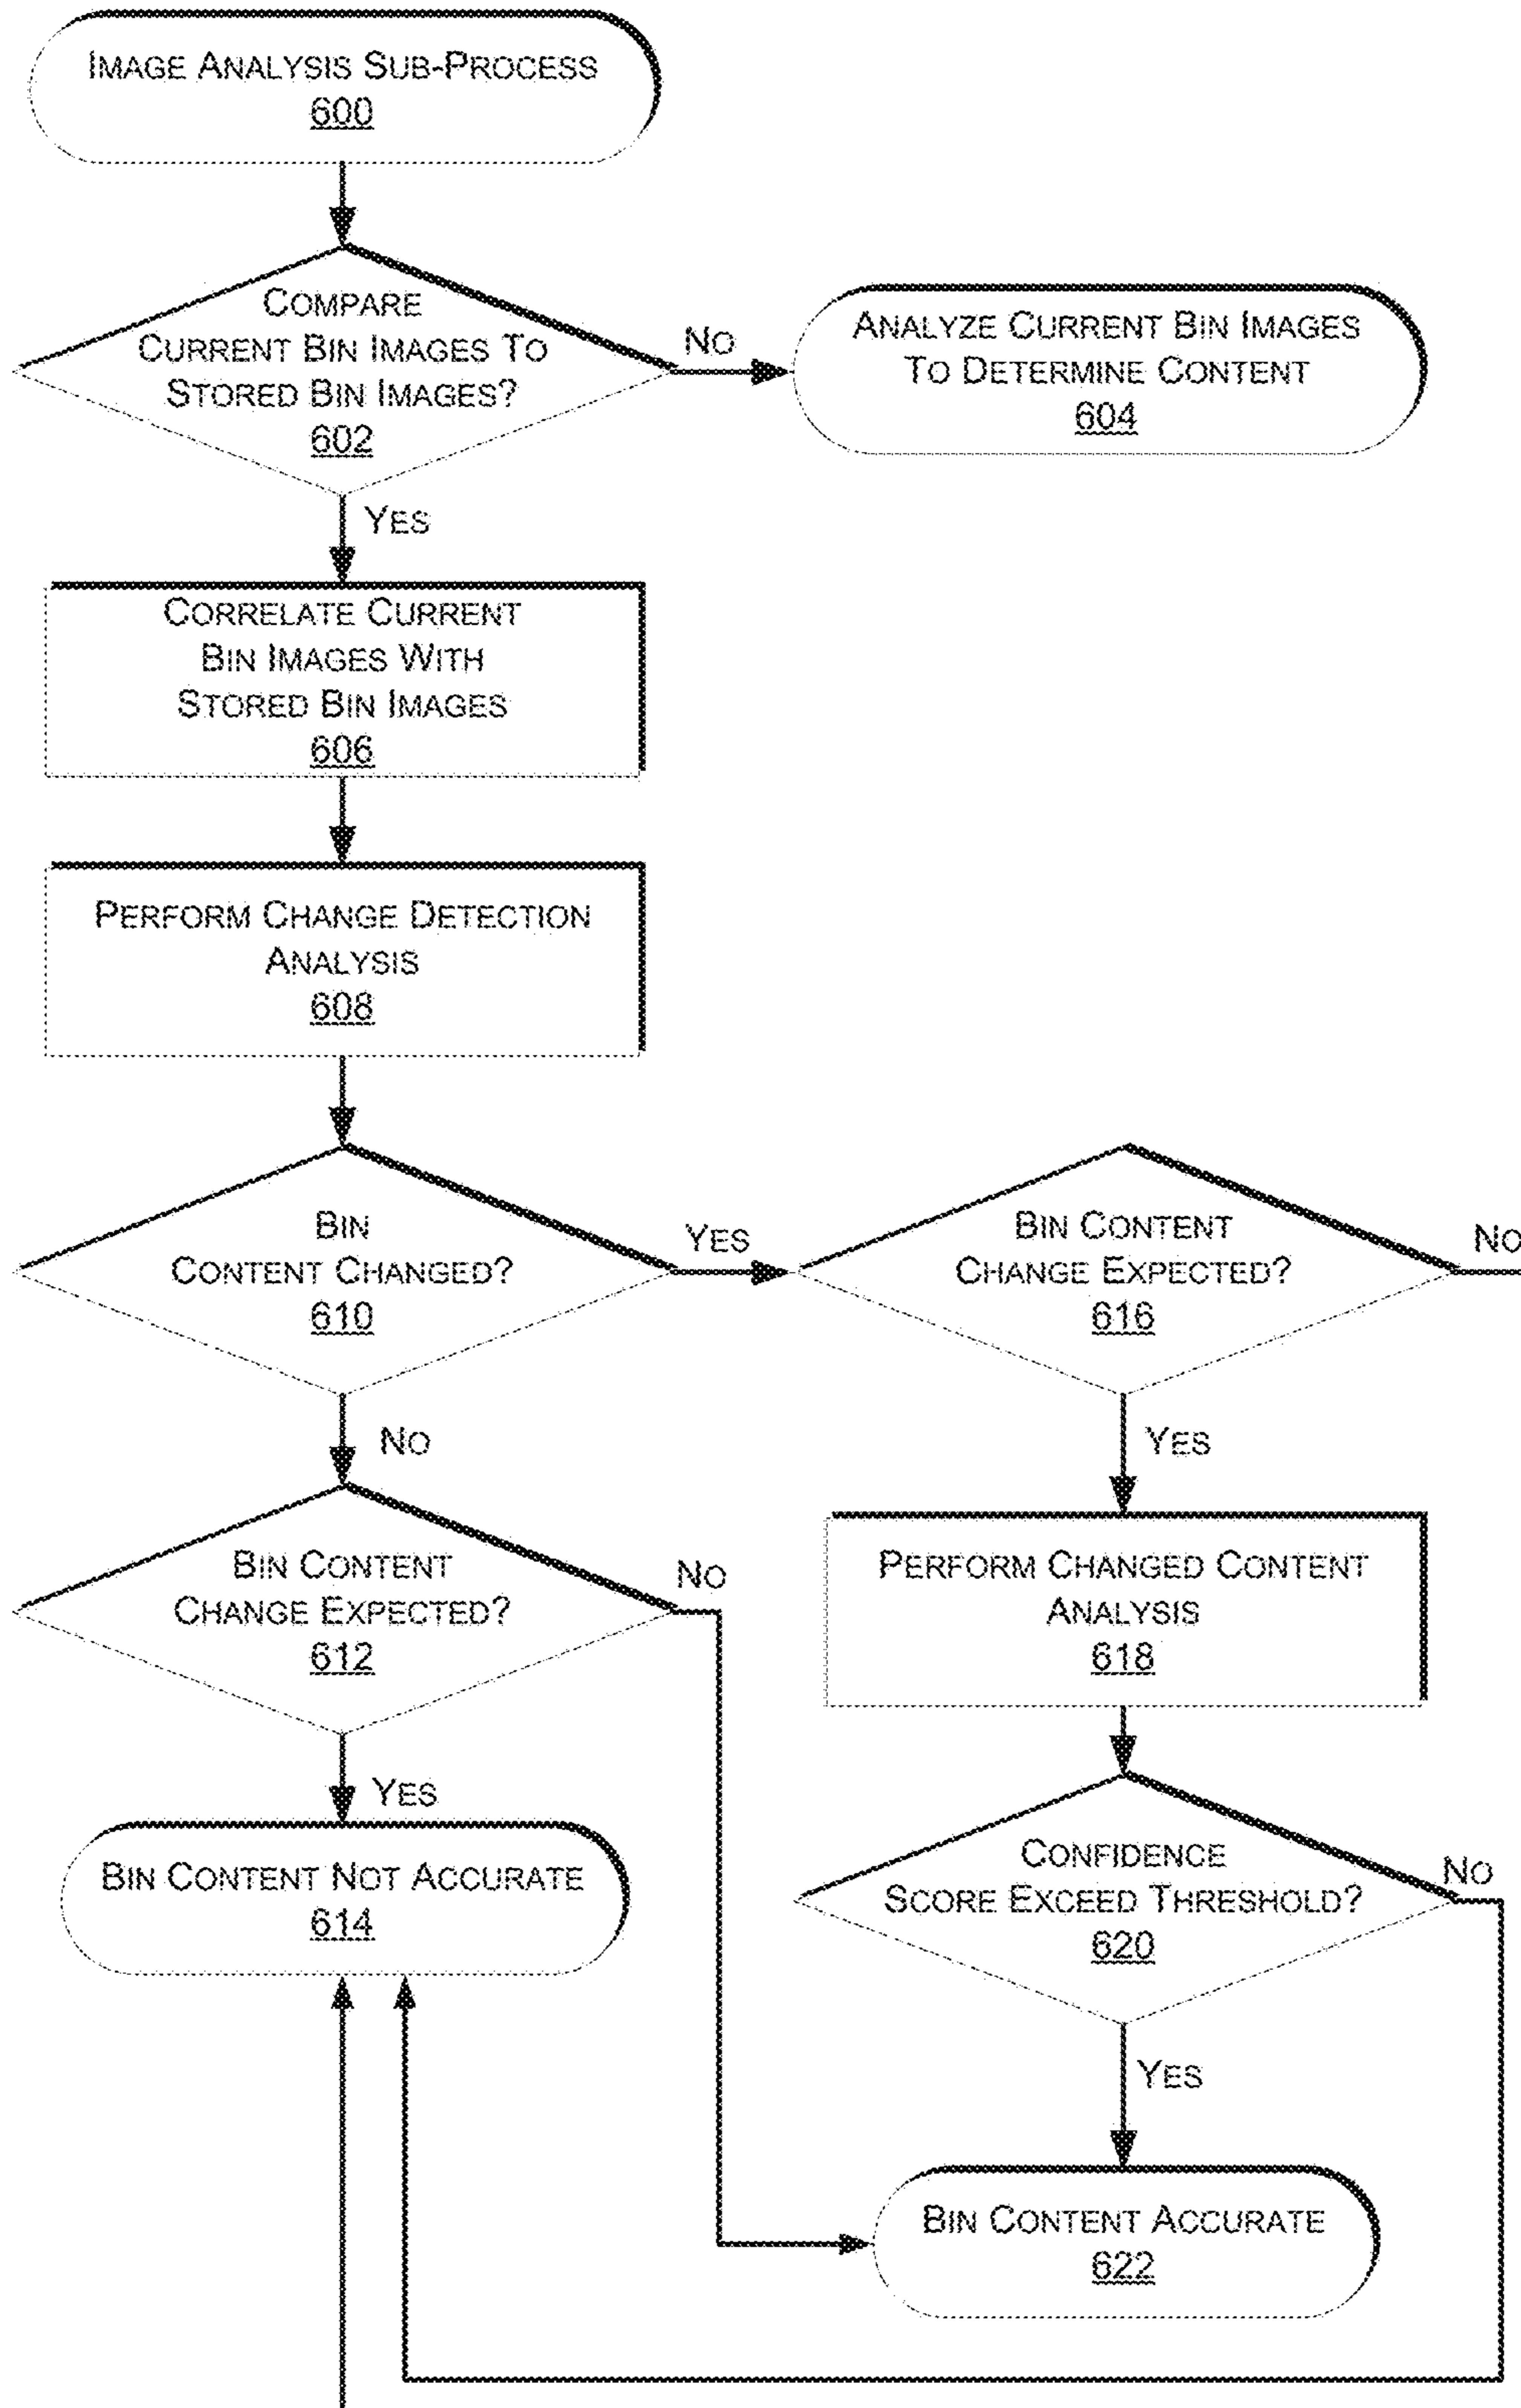 IMAGE ANALYSIS SUB-PROCESS
600
COMPARE
CURRENT BIN IMAGES TO
STORED BIN IMAGES?
602
NO
ANALYZE CURRENT BIN IMAGES
TO DETERMINE CONTENT
604
YES
CORRELATE CURRENT
BIN IMAGES WITH
STORED BIN IMAGES
606
PERFORM CHANGE DETECTION
ANALYSIS
608
BIN
CONTENT CHANGED?
610
YES
BIN CONTENT
CHANGE EXPECTED?
616
NO
NO
YES
BIN CONTENT
CHANGE EXPECTED?
612
NO
PERFORM CHANGED CONTENT
ANALYSIS
618
YES
BIN CONTENT NOT ACCURATE
614
CONFIDENCE
SCORE EXCEED THRESHOLD?
620
NO
YES
BIN CONTENT ACCURATE
622